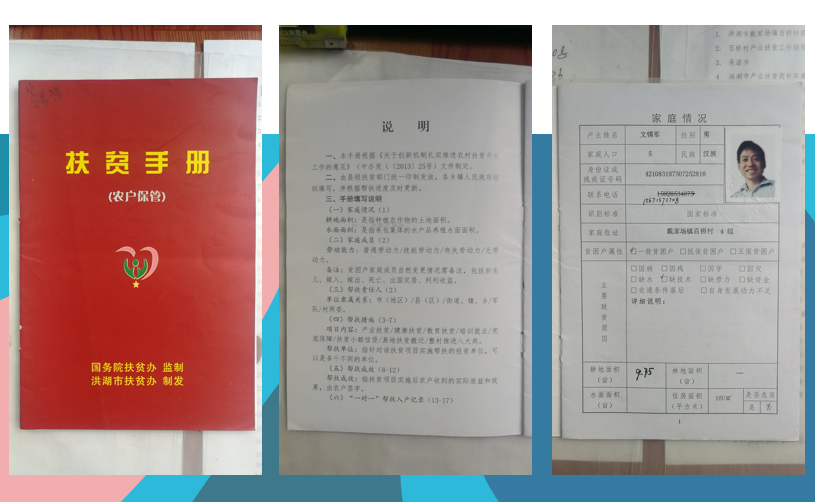 扶贫手册
(农户保管)
国务院扶贫办 监制
洪湖市扶贫办 制发
说 明
一、本手册根据《关于创新机制扎实推进农村扶贫开发
工作的意见》(中办发〔2013〕25号)文件制定。
二、由县级扶贫部门统一印制发放，各乡镇人民政府组
织填写，并根据帮扶进度及时更新。
三、手册填写说明
（一）家庭情况（1）
耕地面积：是指种植农作物的土地面积。
水面面积：是指承包集体的水产品养殖水面面积。
（二）家庭成员（2）
劳动能力：普通劳动力/技能劳动力/丧失劳动力/无劳
动力。
备注：贫困户家庭成员自然变更情况需备注，包括新生
儿、嫁入、嫁出、死亡、出国定居、判刑收监。
（三）帮扶责任人（2）
单位隶属关系：市（地区）/县（区）/街道、镇、乡/军
队/村两委。
（四）帮扶措施（3-7）
项目内容：产业扶贫/健康扶贫/教育扶贫/培训就业/兜
底保障/扶贫小额信贷/易地扶贫搬迁/整村推进八大类。
帮扶单位：指针对该扶贫项目实施帮扶的投资单位，可
以是多个不同的单位。
（五）帮扶成效（8-12）
帮扶成效：指扶贫项目实施后农户收到的实际收益和效
果，由农户签字。
（六）“一对一”帮扶入户记录（13-17）
1.
2.
3. 承诺书
4.
家庭情况
户主姓名 文锦军 性别 男
家庭人口 5 民族 汉族
身份证或
残疾证号码 421083197507252816
联系电话
识别标准 国家标准
家庭住址 戴家场镇百桥村 4 组
贫困户属性 ☑一般贫困户 □低保贫困户 □五保贫困户
主要致贫原因
□因病 □因残 □因学 □因灾
□缺水 ☑缺技术 □缺劳力 □缺资金
□交通条件落后 □自身发展动力不足
详细说明：
耕地面积（亩） 9.75 林地面积（亩） —
水面面积（亩） 住房面积（平方米） 160㎡ 是否危房
是 否
1